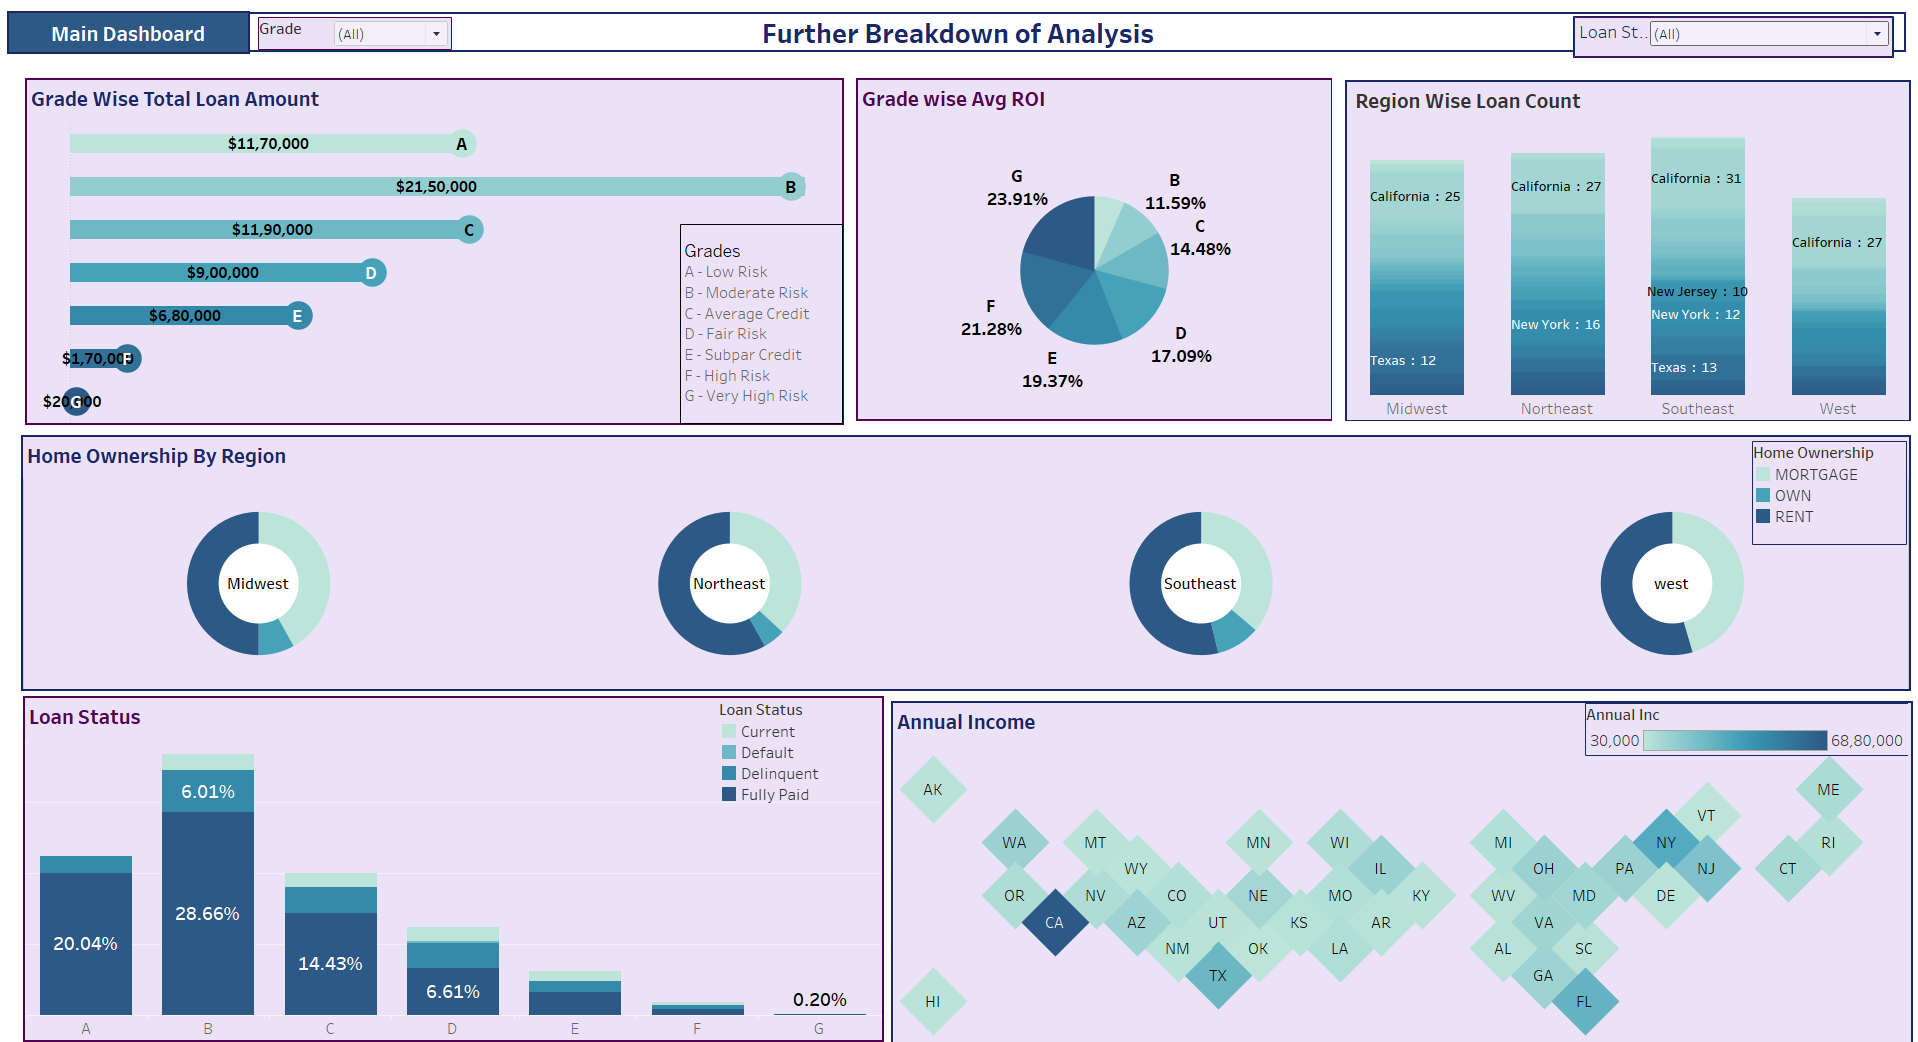 Main Dashboard
Grade
(All)
Further Breakdown of Analysis
Loan St..
(All)
Grade Wise Total Loan Amount
$11,70,000
A
$21,50,000
B
$11,90,000
C
$9,00,000
D
$6,80,000
E
$1,70,000
F
$20,000
G
Grades
A - Low Risk
B - Moderate Risk
C - Average Credit
D - Fair Risk
E - Subpar Credit
F - High Risk
G - Very High Risk
Grade wise Avg ROI
G
23.91%
B
11.59%
C
14.48%
F
21.28%
D
17.09%
E
19.37%
Region Wise Loan Count
California : 25
Texas : 12
California : 27
New York : 16
California : 31
New Jersey : 10
New York : 12
Texas : 13
California : 27
Midwest
Northeast
Southeast
West
Home Ownership By Region
Home Ownership
MORTGAGE
OWN
RENT
Midwest
Northeast
Southeast
west
Loan Status
Loan Status
Current
Default
Delinquent
Fully Paid
20.04%
6.01%
28.66%
14.43%
6.61%
0.20%
A
B
C
D
E
F
G
Annual Income
Annual Inc
30,000
68,80,000
AK
ME
VT
WA
MT
MN
WI
MI
NY
RI
WY
IL
OH
PA
NJ
CT
OR
NV
CO
NE
MO
KY
WV
MD
DE
CA
AZ
UT
KS
AR
VA
NM
OK
LA
AL
SC
TX
GA
HI
FL